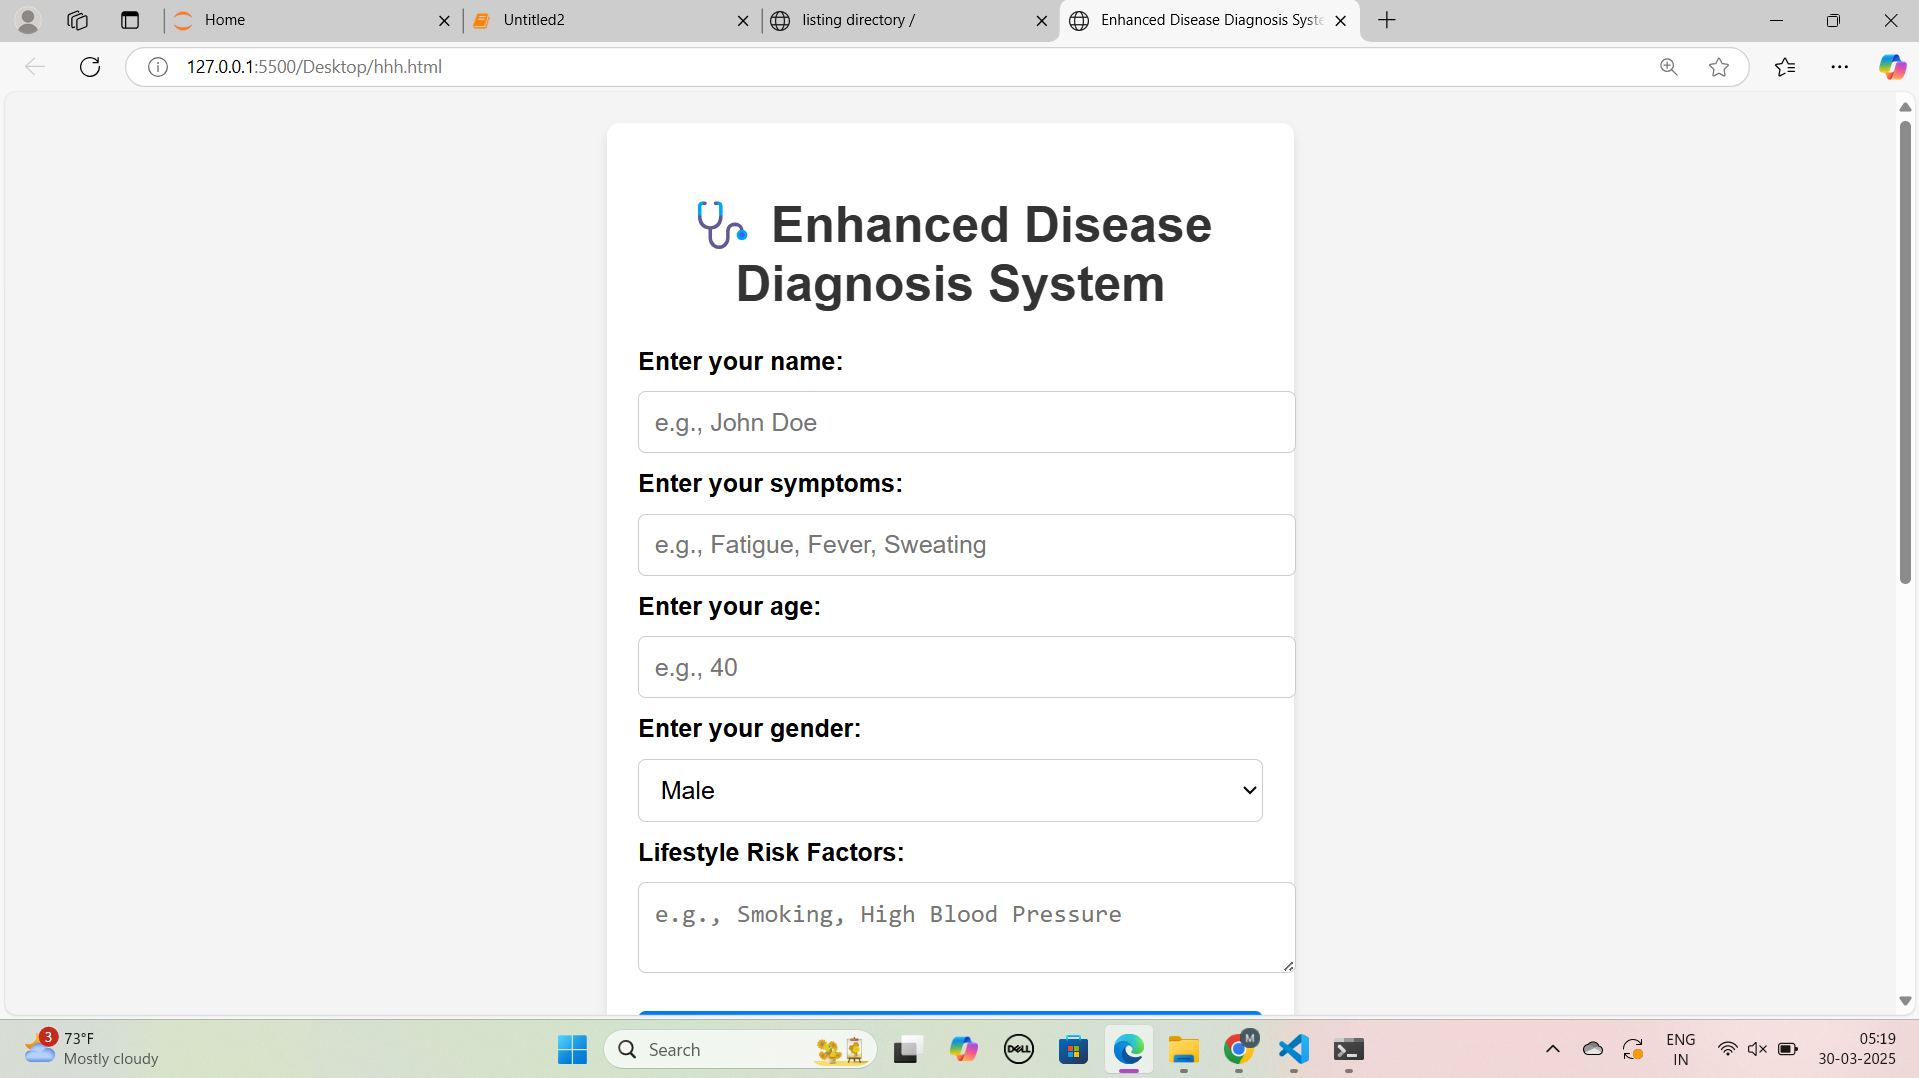 Home
Untitled2
listing directory /
Enhanced Disease Diagnosis Syste
127.0.0.1:5500/Desktop/hhh.html
Enhanced Disease
Diagnosis System
Enter your name:
e.g., John Doe
Enter your symptoms:
e.g., Fatigue, Fever, Sweating
Enter your age:
e.g., 40
Enter your gender:
Male
Lifestyle Risk Factors:
e.g., Smoking, High Blood Pressure
3
73°F
Mostly cloudy
Search
DELL
M
ENG
IN
05:19
30-03-2025